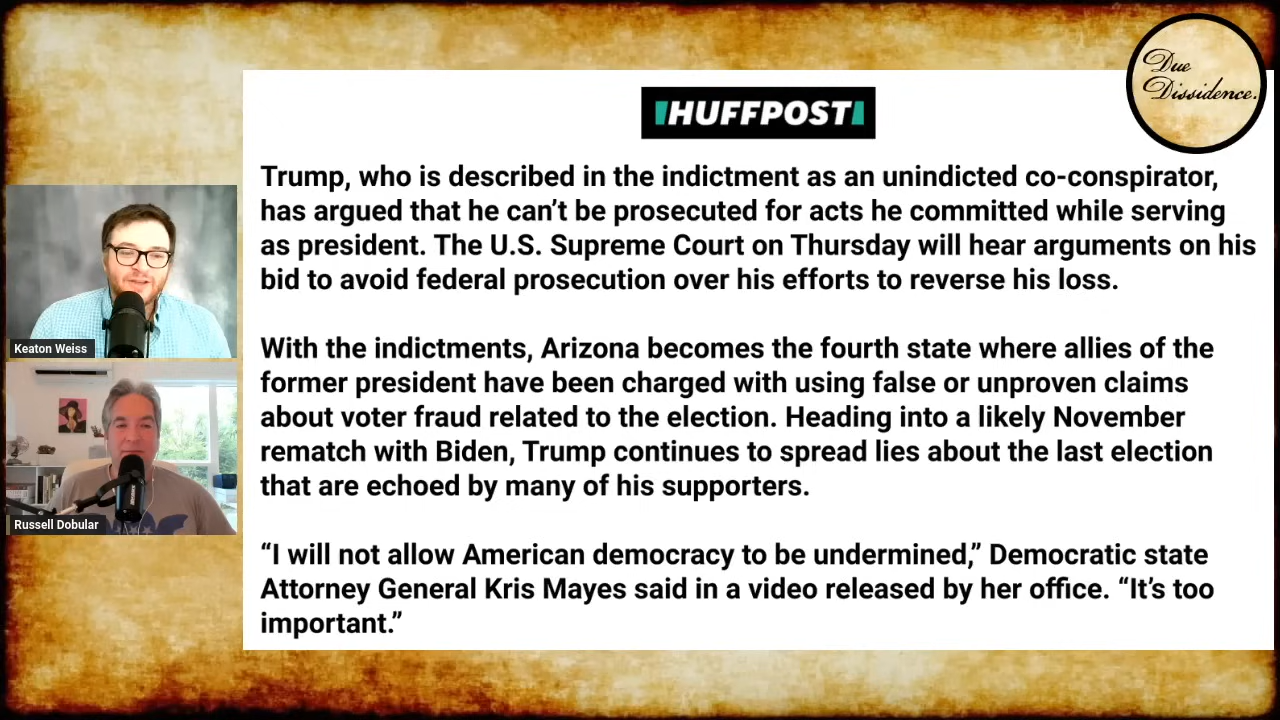 Due
Dissidence.
HUFFPOST
Trump, who is described in the indictment as an unindicted co-conspirator,
has argued that he can’t be prosecuted for acts he committed while serving
as president. The U.S. Supreme Court on Thursday will hear arguments on his
bid to avoid federal prosecution over his efforts to reverse his loss.
With the indictments, Arizona becomes the fourth state where allies of the
former president have been charged with using false or unproven claims
about voter fraud related to the election. Heading into a likely November
rematch with Biden, Trump continues to spread lies about the last election
that are echoed by many of his supporters.
“I will not allow American democracy to be undermined,” Democratic state
Attorney General Kris Mayes said in a video released by her office. “It’s too
important.”
Keaton Weiss
Russell Dobular